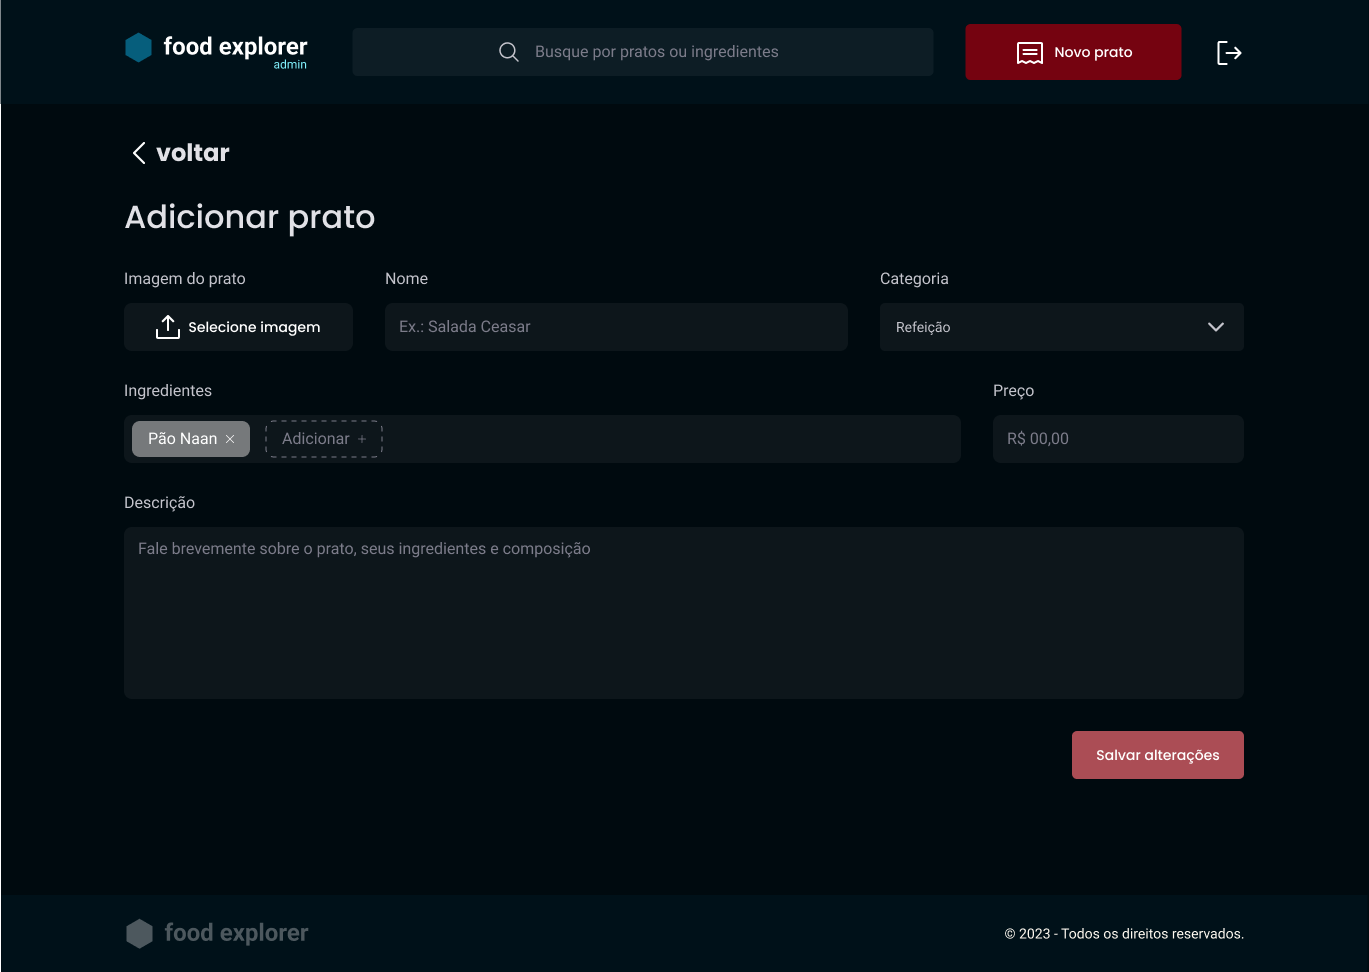 food explorer
admin
Busque por pratos ou ingredientes
Novo prato
voltar
Adicionar prato
Imagem do prato
Nome
Categoria
Selecione imagem
Ex.: Salada Ceasar
Refeição
Ingredientes
Preço
Pão Naan
Adicionar +
R$ 00,00
Descrição
Fale brevemente sobre o prato, seus ingredientes e composição
Salvar alterações
food explorer
© 2023 - Todos os direitos reservados.